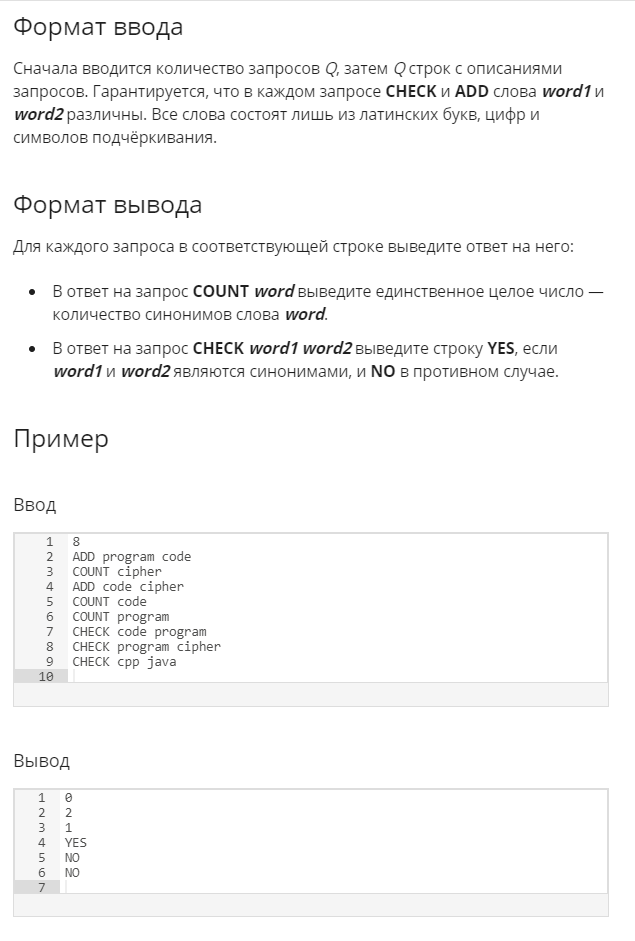 Формат ввода
Сначала вводится количество запросов Q, затем Q строк с описаниями
запросов. Гарантируется, что в каждом запросе CHECK и ADD слова word1 и
word2 различны. Все слова состоят лишь из латинских букв, цифр и
символов подчёркивания.
Формат вывода
Для каждого запроса в соответствующей строке выведите ответ на него:
• В ответ на запрос COUNT word выведите единственное целое число —
количество синонимов слова word.
• В ответ на запрос CHECK word1 word2 выведите строку YES, если
word1 и word2 являются синонимами, и NO в противном случае.
Пример
Ввод
1 8
2 ADD program code
3 COUNT cipher
4 ADD code cipher
5 COUNT code
6 COUNT program
7 CHECK code program
8 CHECK program cipher
9 CHECK cpp java
10
Вывод
1 0
2 2
3 1
4 YES
5 NO
6 NO
7